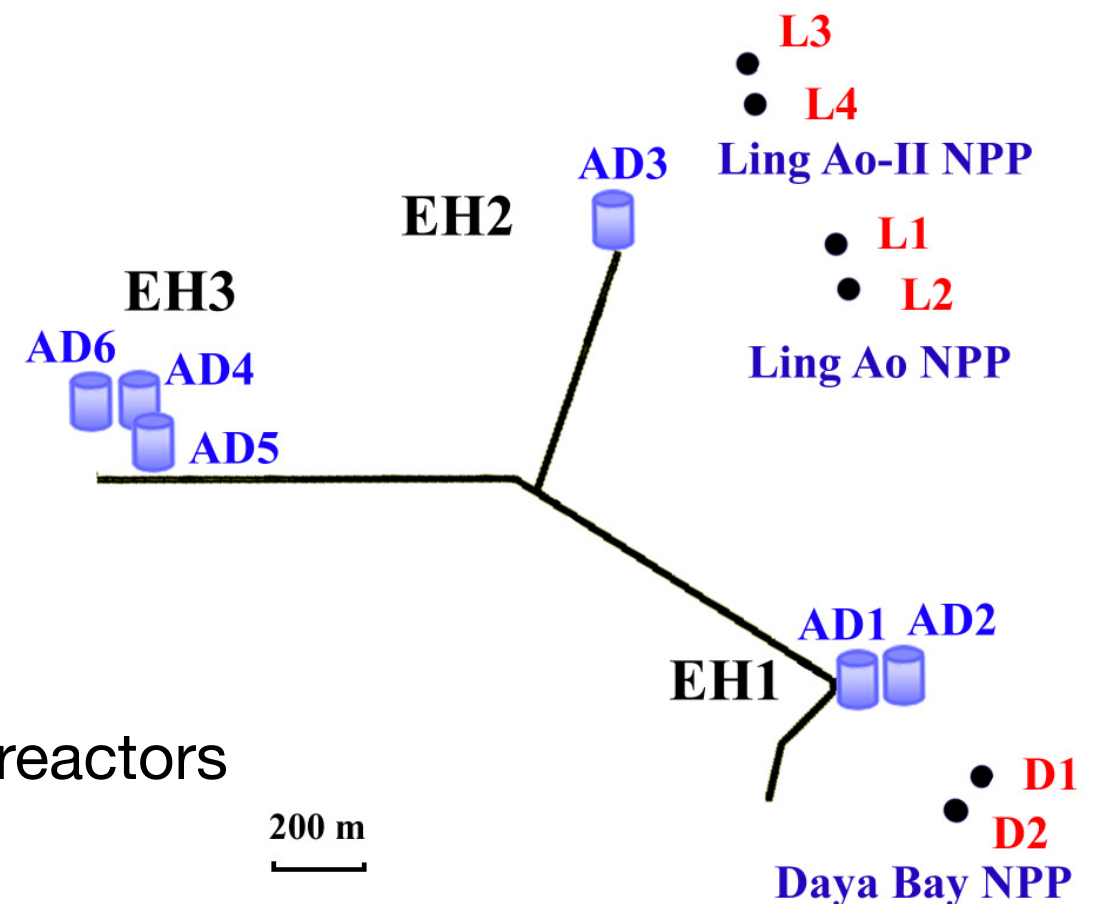 L3
L4
Ling Ao-II NPP
AD3
EH2
L1
L2
EH3
AD6
AD4
Ling Ao NPP
AD5
AD1 AD2
EH1
reactors
D1
200 m
D2
Daya Bay NPP